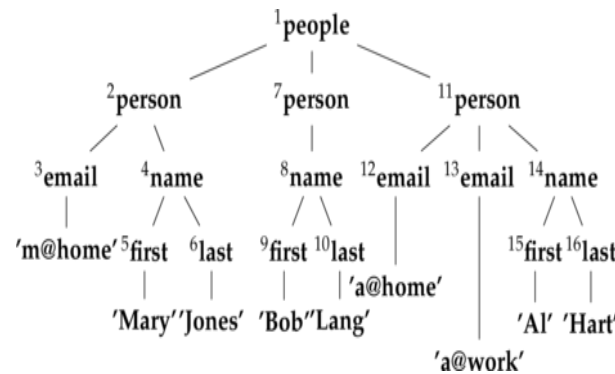 1people
2person 7person 11person
3email 4name 8name 12email 13email 14name
'm@home' 5first 6last 9first 10last 15first 16last
'a@home'
'Mary' 'Jones' 'Bob' 'Lang' 'Al' 'Hart'
'a@work'